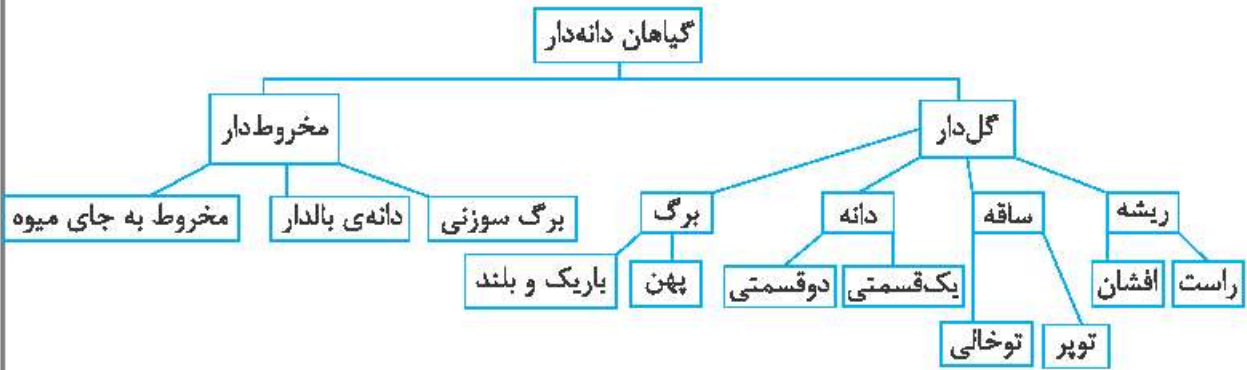 گیاهان دانه‌دار
گل‌دار
مخروط‌دار
ریشه
ساقه
دانه
برگ
برگ سوزنی
دانه‌ی بالدار
مخروط به جای میوه
راست
افشان
یک‌قسمتی
دوقسمتی
پهن
باریک و بلند
توپر
توخالی